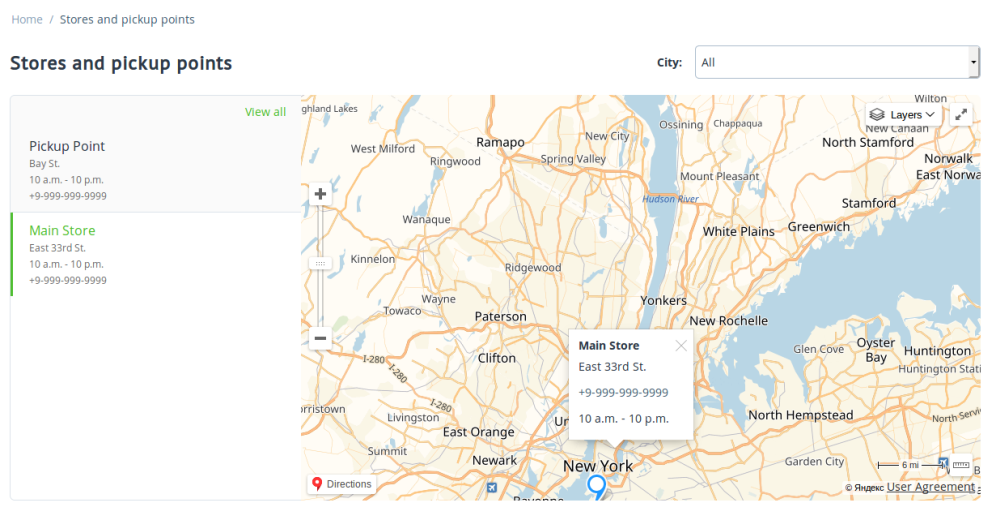 Home / Stores and pickup points
Stores and pickup points
City:
All
View all
Pickup Point
Bay St.
10 a.m. - 10 p.m.
+9-999-999-9999
Main Store
East 33rd St.
10 a.m. - 10 p.m.
+9-999-999-9999
ghland Lakes
Wilton
Layers
Ossining
Chappaqua
New Canaan
West Milford
Ramapo
New City
North Stamford
Ringwood
Spring Valley
Norwalk
Mount Pleasant
East Norwa
Hudson River
Stamford
Wanaque
Greenwich
White Plains
Kinnelon
Ridgewood
Wayne
Yonkers
Towaco
Paterson
New Rochelle
Main Store
East 33rd St.
+9-999-999-9999
10 a.m. - 10 p.m.
Glen Cove
Oyster
Bay
Huntington
Clifton
I-280
I-280
Huntington Stati
I-280
orristown
Livingston
Un
North Hempstead
North Servi
East Orange
Summit
Newark
New York
Garden City
6 mi
Directions
Bayonne
© Яндекс User Agreement